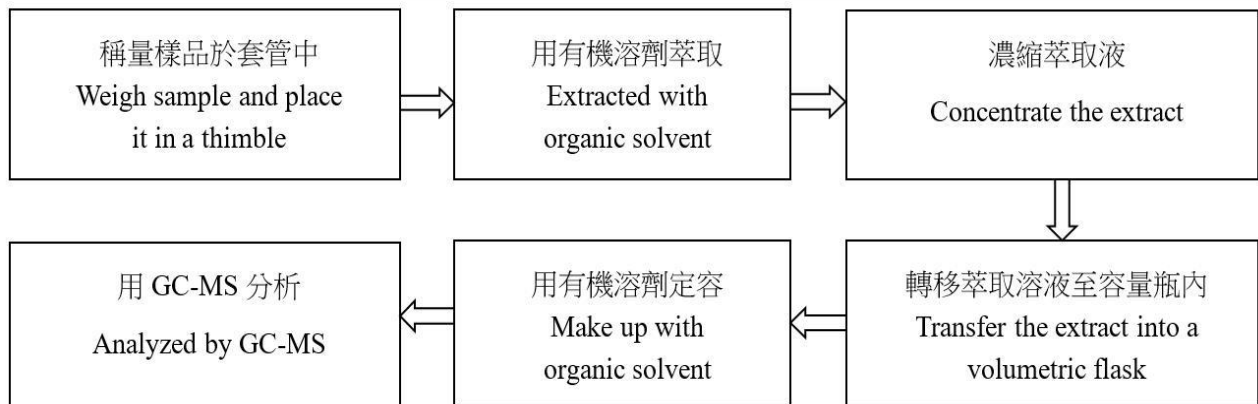 稱量樣品於套管中
Weigh sample and place
it in a thimble
用有機溶劑萃取
Extracted with
organic solvent
濃縮萃取液
Concentrate the extract
轉移萃取溶液至容量瓶內
Transfer the extract into a
volumetric flask
用有機溶劑定容
Make up with
organic solvent
用 GC-MS 分析
Analyzed by GC-MS